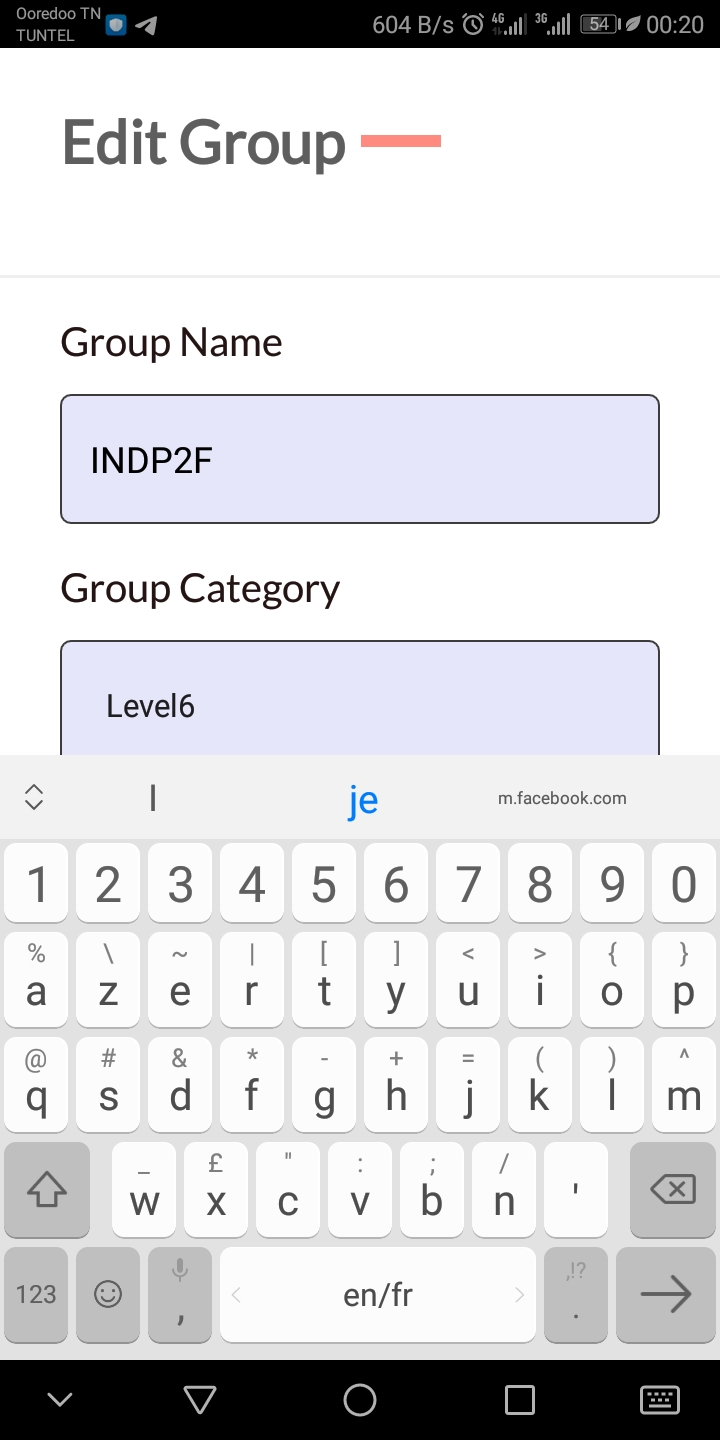 Ooredoo TN
TUNTEL
604 B/s 4G 3G 54 00:20
Edit Group
Group Name
INDP2F
Group Category
Level6
I je m.facebook.com
1 2 3 4 5 6 7 8 9 0
% \ ~ | [ ] < > { }
a z e r t y u i o p
@ # & * - + = ( ) ^
q s d f g h j k l m
_ £ " : ; /
w x c v b n '
,!?
123 , en/fr .